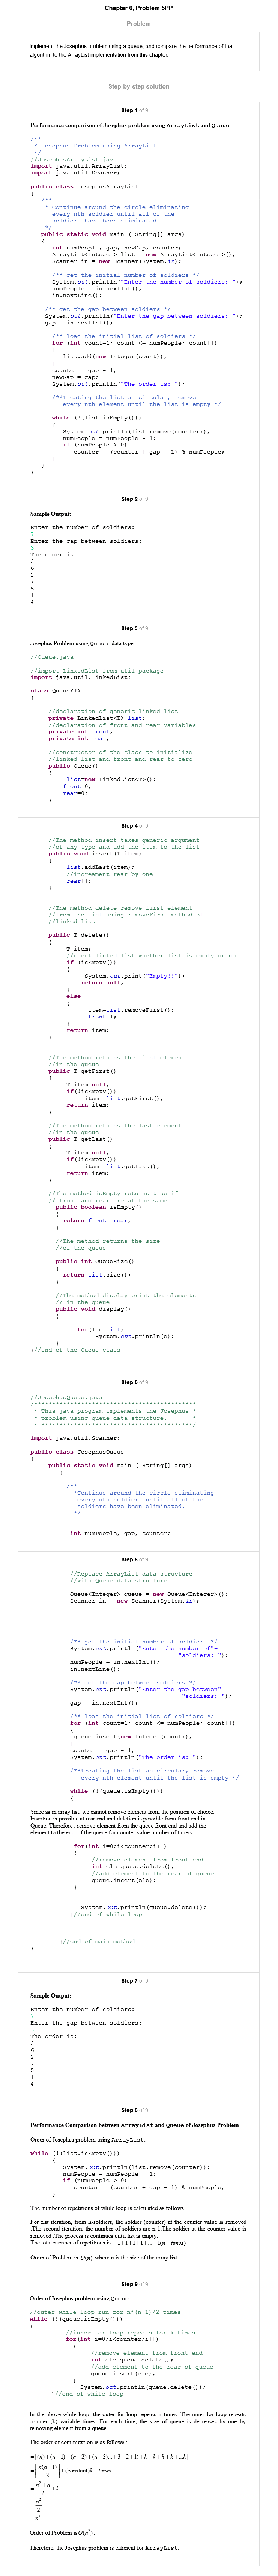 Chapter 6, Problem 5PP
Problem
Implement the Josephus problem using a queue, and compare the performance of that
algorithm to the ArrayList implementation from this chapter.
Step-by-step solution
Step 1 of 9
Performance comparison of Josephus problem using ArrayList and Queue
/**
* Josephus Problem using ArrayList
*/
//JosephusArrayList.java
import java.util.ArrayList;
import java.util.Scanner;
public class JosephusArrayList
{
/**
* Continue around the circle eliminating
every nth soldier until all of the
soldiers have been eliminated.
*/
public static void main ( String[] args)
{
int numPeople, gap, newGap, counter;
ArrayList<Integer> list = new ArrayList<Integer>();
Scanner in = new Scanner(System.in);
/** get the initial number of soldiers */
System.out.println("Enter the number of soldiers: ");
numPeople = in.nextInt();
in.nextLine();
/** get the gap between soldiers */
System.out.println("Enter the gap between soldiers: ");
gap = in.nextInt();
/** load the initial list of soldiers */
for (int count=1; count <= numPeople; count++)
{
list.add(new Integer(count));
}
counter = gap - 1;
newGap = gap;
System.out.println("The order is: ");
/**Treating the list as circular, remove
every nth element until the list is empty */
while (!(list.isEmpty()))
{
System.out.println(list.remove(counter));
numPeople = numPeople - 1;
if (numPeople > 0)
counter = (counter + gap - 1) % numPeople;
}
}
}
Step 2 of 9
Sample Output:
Enter the number of soldiers:
7
Enter the gap between soldiers:
3
The order is:
3
6
2
7
5
1
4
Step 3 of 9
Josephus Problem using Queue data type
//Queue.java
//import LinkedList from util package
import java.util.LinkedList;
class Queue<T>
{
//declaration of generic linked list
private LinkedList<T> list;
//declaration of front and rear variables
private int front;
private int rear;
//constructor of the class to initialize
//linked list and front and rear to zero
public Queue()
{
list=new LinkedList<T>();
front=0;
rear=0;
}
Step 4 of 9
//The method insert takes generic argument
//of any type and add the item to the list
public void insert(T item)
{
list.addLast(item);
//increament rear by one
rear++;
}
//The method delete remove first element
//from the list using removeFirst method of
//linked list
public T delete()
{
T item;
//check linked list whether list is empty or not
if (isEmpty())
{
System.out.print("Empty!!");
return null;
}
else
{
item=list.removeFirst();
front++;
}
return item;
}
//The method returns the first element
//in the queue
public T getFirst()
{
T item=null;
if(!isEmpty())
item= list.getFirst();
return item;
}
//The method returns the last element
//in the queue
public T getLast()
{
T item=null;
if(!isEmpty())
item= list.getLast();
return item;
}
//The method isEmpty returns true if
// front and rear are at the same
public boolean isEmpty()
{
return front==rear;
}
//The method returns the size
//of the queue
public int QueueSize()
{
return list.size();
}
//The method display print the elements
// in the queue
public void display()
{
for(T e:list)
System.out.println(e);
}
}//end of the Queue class
Step 5 of 9
//JosephusQueue.java
/********************************************
* This java program implements the Josephus *
* problem using queue data structure. *
* ******************************************/
import java.util.Scanner;
public class JosephusQueue
{
public static void main ( String[] args)
{
/**
*Continue around the circle eliminating
every nth soldier until all of the
soldiers have been eliminated.
*/
int numPeople, gap, counter;
Step 6 of 9
//Replace ArrayList data structure
//with Queue data structure
Queue<Integer> queue = new Queue<Integer>();
Scanner in = new Scanner(System.in);
/** get the initial number of soldiers */
System.out.println("Enter the number of"+
"soldiers: ");
numPeople = in.nextInt();
in.nextLine();
/** get the gap between soldiers */
System.out.println("Enter the gap between"
+"soldiers: ");
gap = in.nextInt();
/** load the initial list of soldiers */
for (int count=1; count <= numPeople; count++)
{
queue.insert(new Integer(count));
}
counter = gap - 1;
System.out.println("The order is: ");
/**Treating the list as circular, remove
every nth element until the list is empty */
while (!(queue.isEmpty()))
{
Since as in array list, we cannot remove element from the position of choice.
Insertion is possible at rear end and deletion is possible from front end in
Queue. Therefore , remove element from the queue front end and add the
element to the end of the queue for counter value number of timers
for(int i=0;i<counter;i++)
{
//remove element from front end
int ele=queue.delete();
//add element to the rear of queue
queue.insert(ele);
}
System.out.println(queue.delete());
}//end of while loop
}//end of main method
}
Step 7 of 9
Sample Output:
Enter the number of soldiers:
7
Enter the gap between soldiers:
3
The order is:
3
6
2
7
5
1
4
Step 8 of 9
Performance Comparison between ArrayList and Queue of Josephus Problem
Order of Josephus problem using ArrayList:
while (!(list.isEmpty()))
{
System.out.println(list.remove(counter));
numPeople = numPeople - 1;
if (numPeople > 0)
counter = (counter + gap - 1) % numPeople;
}
The number of repetitions of while loop is calculated as follows.
For fist iteration, from n-soldiers, the soldier (counter) at the counter value is removed
.The second iteration, the number of soldiers are n-1.The soldier at the counter value is
removed .The process is continues until list is empty.
The total number of repetitions is =1+1+1+1+...+1(n−times).
Order of Problem is O(n) where n is the size of the array list.
Step 9 of 9
Order of Josephus problem using Queue:
//outer while loop run for n*(n+1)/2 times
while (!(queue.isEmpty()))
{
//inner for loop repeats for k-times
for(int i=0;i<counter;i++)
{
//remove element from front end
int ele=queue.delete();
//add element to the rear of queue
queue.insert(ele);
}
System.out.println(queue.delete());
}//end of while loop
In the above while loop, the outer for loop repeats n times. The inner for loop repeats
counter (k) variable times. For each time, the size of queue is decreases by one by
removing element from a queue.
The order of commutation is as follows :
=[(n)+(n−1)+(n−2)+(n−3)...+3+2+1)+k+k+k+k+...k]
=[n(n+1)/2]+(constant)k−times
=n²+n/2+k
=n²/2
=n²
Order of Problem is O(n²).
Therefore, the Josephus problem is efficient for ArrayList.